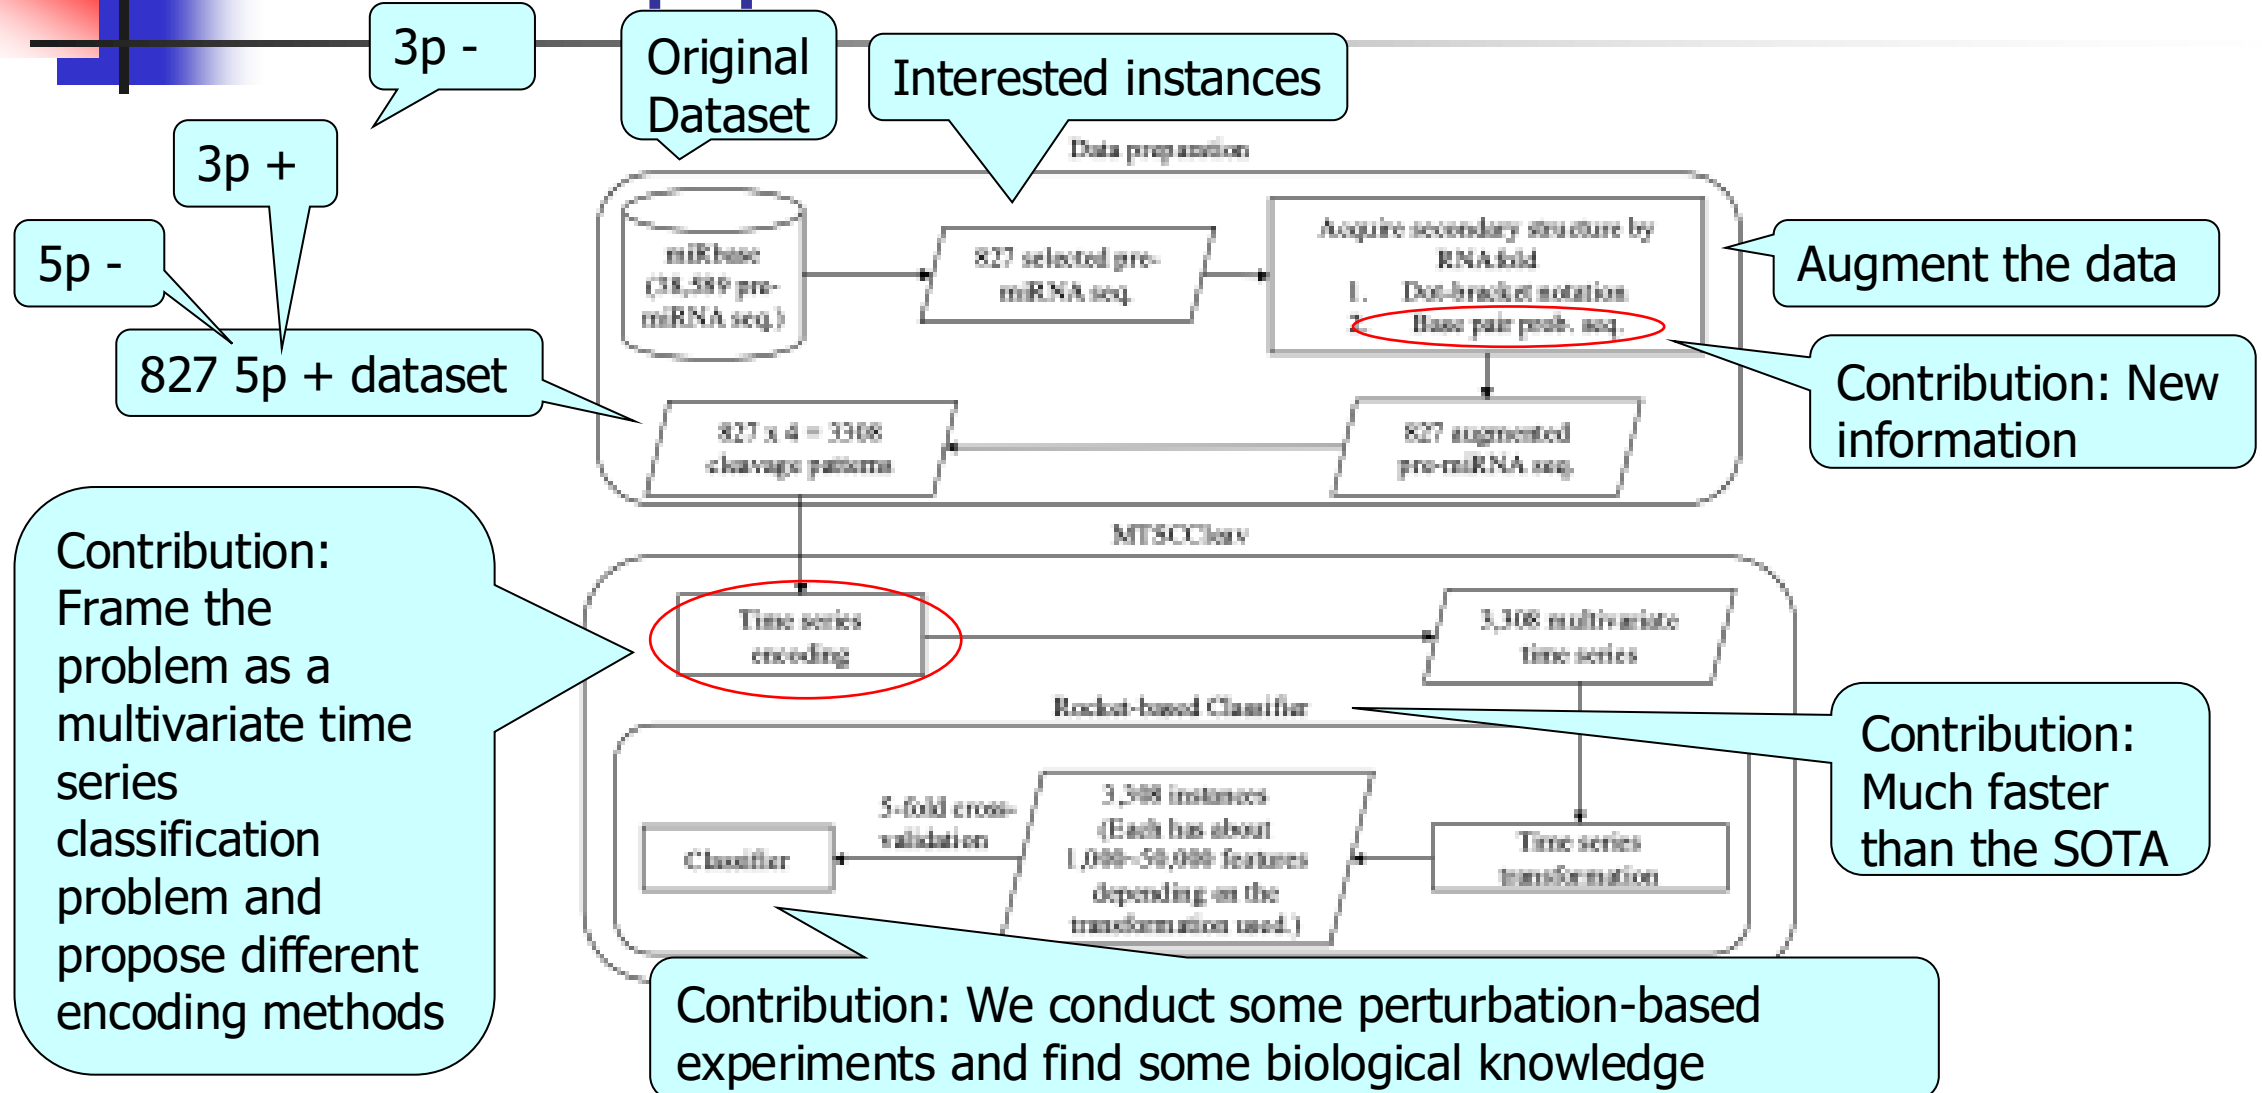 3p -
Original
Dataset
Interested instances
3p +
5p -
827 5p + dataset
Data preparation
miRbase
(38,589 pre-
miRNA seq.)
827 selected pre-
miRNA seq.
Acquire secondary structure by
RNAfold
1. Dot-bracket notation
2. Base pair prob. seq.
Augment the data
Contribution: New
information
827 x 4 = 3308
cleavage patterns
827 augmented
pre-miRNA seq.
MTSCCleav
Contribution:
Frame the
problem as a
multivariate time
series
classification
problem and
propose different
encoding methods
Time series
encoding
3,308 multivariate
time series
Rocket-based Classifier
Contribution:
Much faster
than the SOTA
5-fold cross-
validation
Classifier
3,308 instances
(Each has about
1,000~50,000 features
depending on the
transformation used.)
Time series
transformation
Contribution: We conduct some perturbation-based
experiments and find some biological knowledge